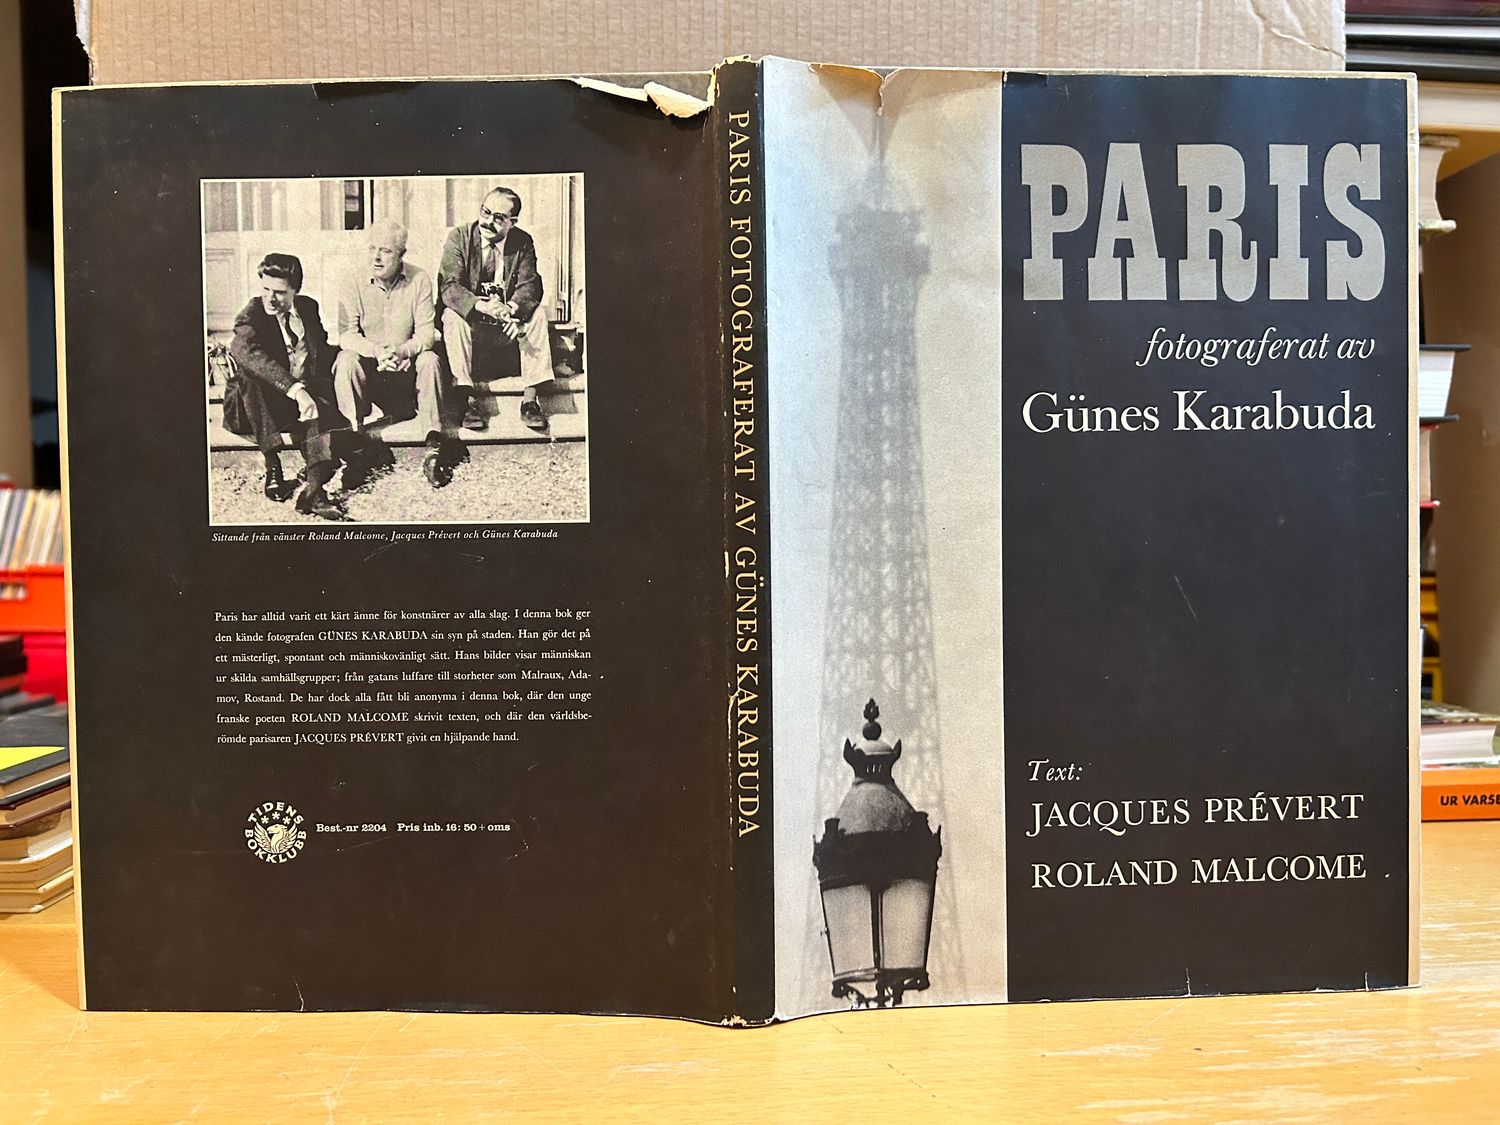 Sittande från vänster Roland Malcome, Jacques Prévert och Günes Karabuda
Paris har alltid varit ett kärt ämne för konstnärer av alla slag. I denna bok ger
den kände fotografen GÜNES KARABUDA sin syn på staden. Han gör det på
ett mästerligt, spontant och människovänligt sätt. Hans bilder visar människan
ur skilda samhällsgrupper; från gatans luffare till storheter som Malraux, Ada-
mov, Rostand. De har dock alla fått bli anonyma i denna bok, där den unge
franske poeten ROLAND MALCOME skrivit texten, och där den världsbe-
römde parisaren JACQUES PRÉVERT givit en hjälpande hand.
TIDENS
BOKKLUBB
Best.-nr 2204 Pris inb. 16: 50 + oms
PARIS FOTOGRAFERAT AV GÜNES KARABUDA
PARIS
fotograferat av
Günes Karabuda
Text:
JACQUES PRÉVERT
ROLAND MALCOME
UR VARSE